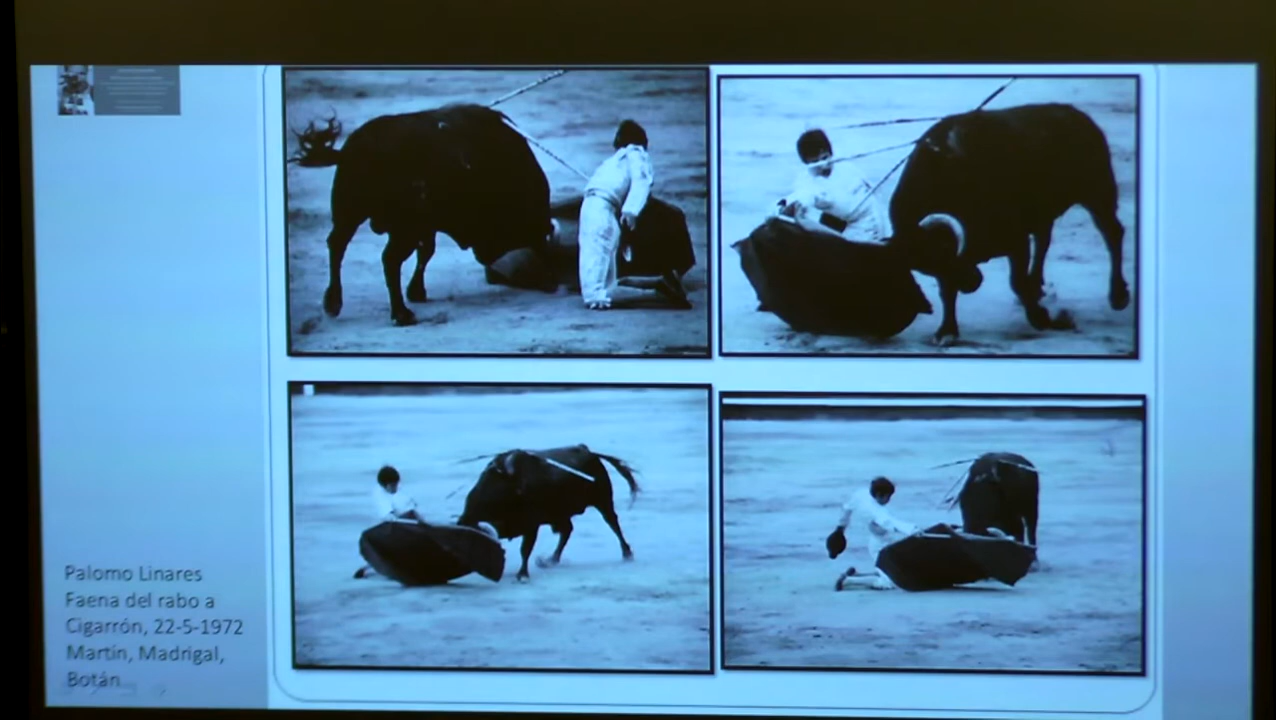 Palomo Linares
Faena del rabo a
Cigarrón, 22-5-1972
Martín, Madrigal,
Botán